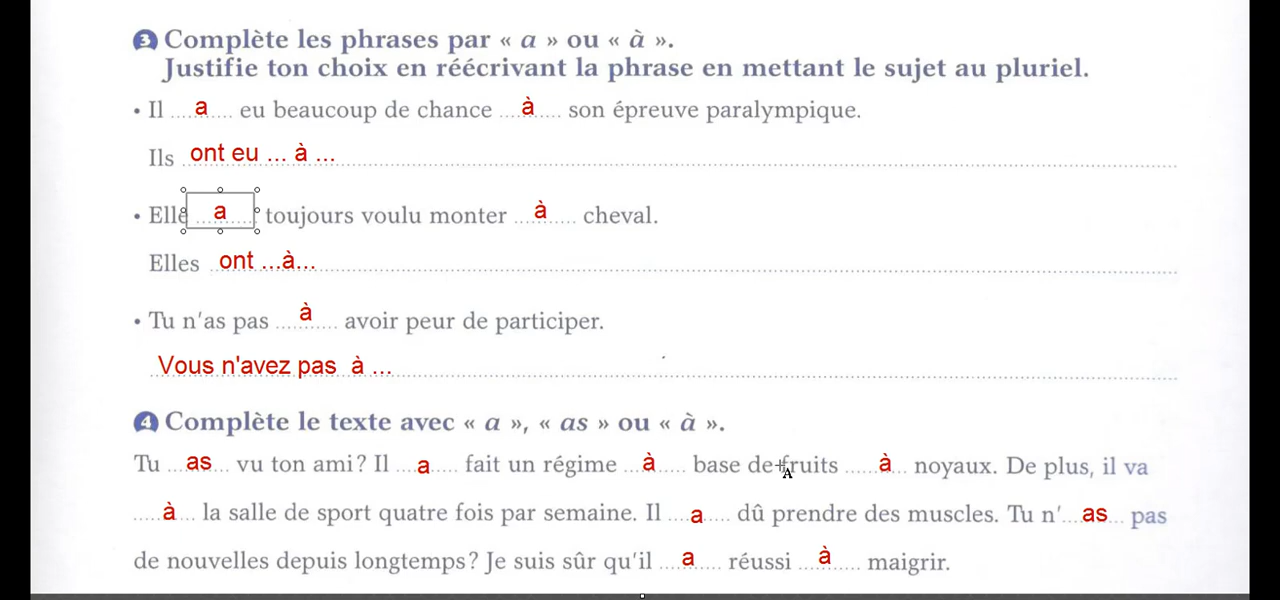 3 Complète les phrases par « a » ou « à ».
Justifie ton choix en réécrivant la phrase en mettant le sujet au pluriel.
• Il ....a.... eu beaucoup de chance ....à.... son épreuve paralympique.
Ils ont eu ... à ...
• Elle ...a.... toujours voulu monter ....à.... cheval.
Elles ont ...à...
• Tu n'as pas ....à.... avoir peur de participer.
Vous n'avez pas à ...
4 Complète le texte avec « a », « as » ou « à ».
Tu ...as... vu ton ami? Il ...a.... fait un régime ...à.... base de fruits .....à... noyaux. De plus, il va
.....à... la salle de sport quatre fois par semaine. Il ...a.... dû prendre des muscles. Tu n'...as... pas
de nouvelles depuis longtemps? Je suis sûr qu'il ....a.... réussi ...à.... maigrir.